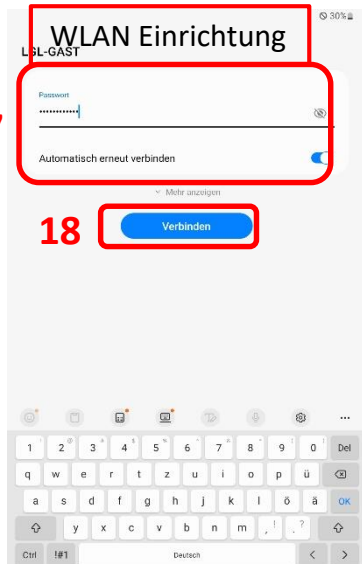 30%
WLAN Einrichtung
LGL-GAST
Passwort
••••••••••••
Automatisch erneut verbinden
Mehr anzeigen
18
Verbinden
1 2 3 4 5 6 7 8 9 0 Del
q w e r t z u i o p ü
a s d f g h j k l ö ä OK
y x c v b n m , ! . ?
Ctrl !#1 Deutsch < >